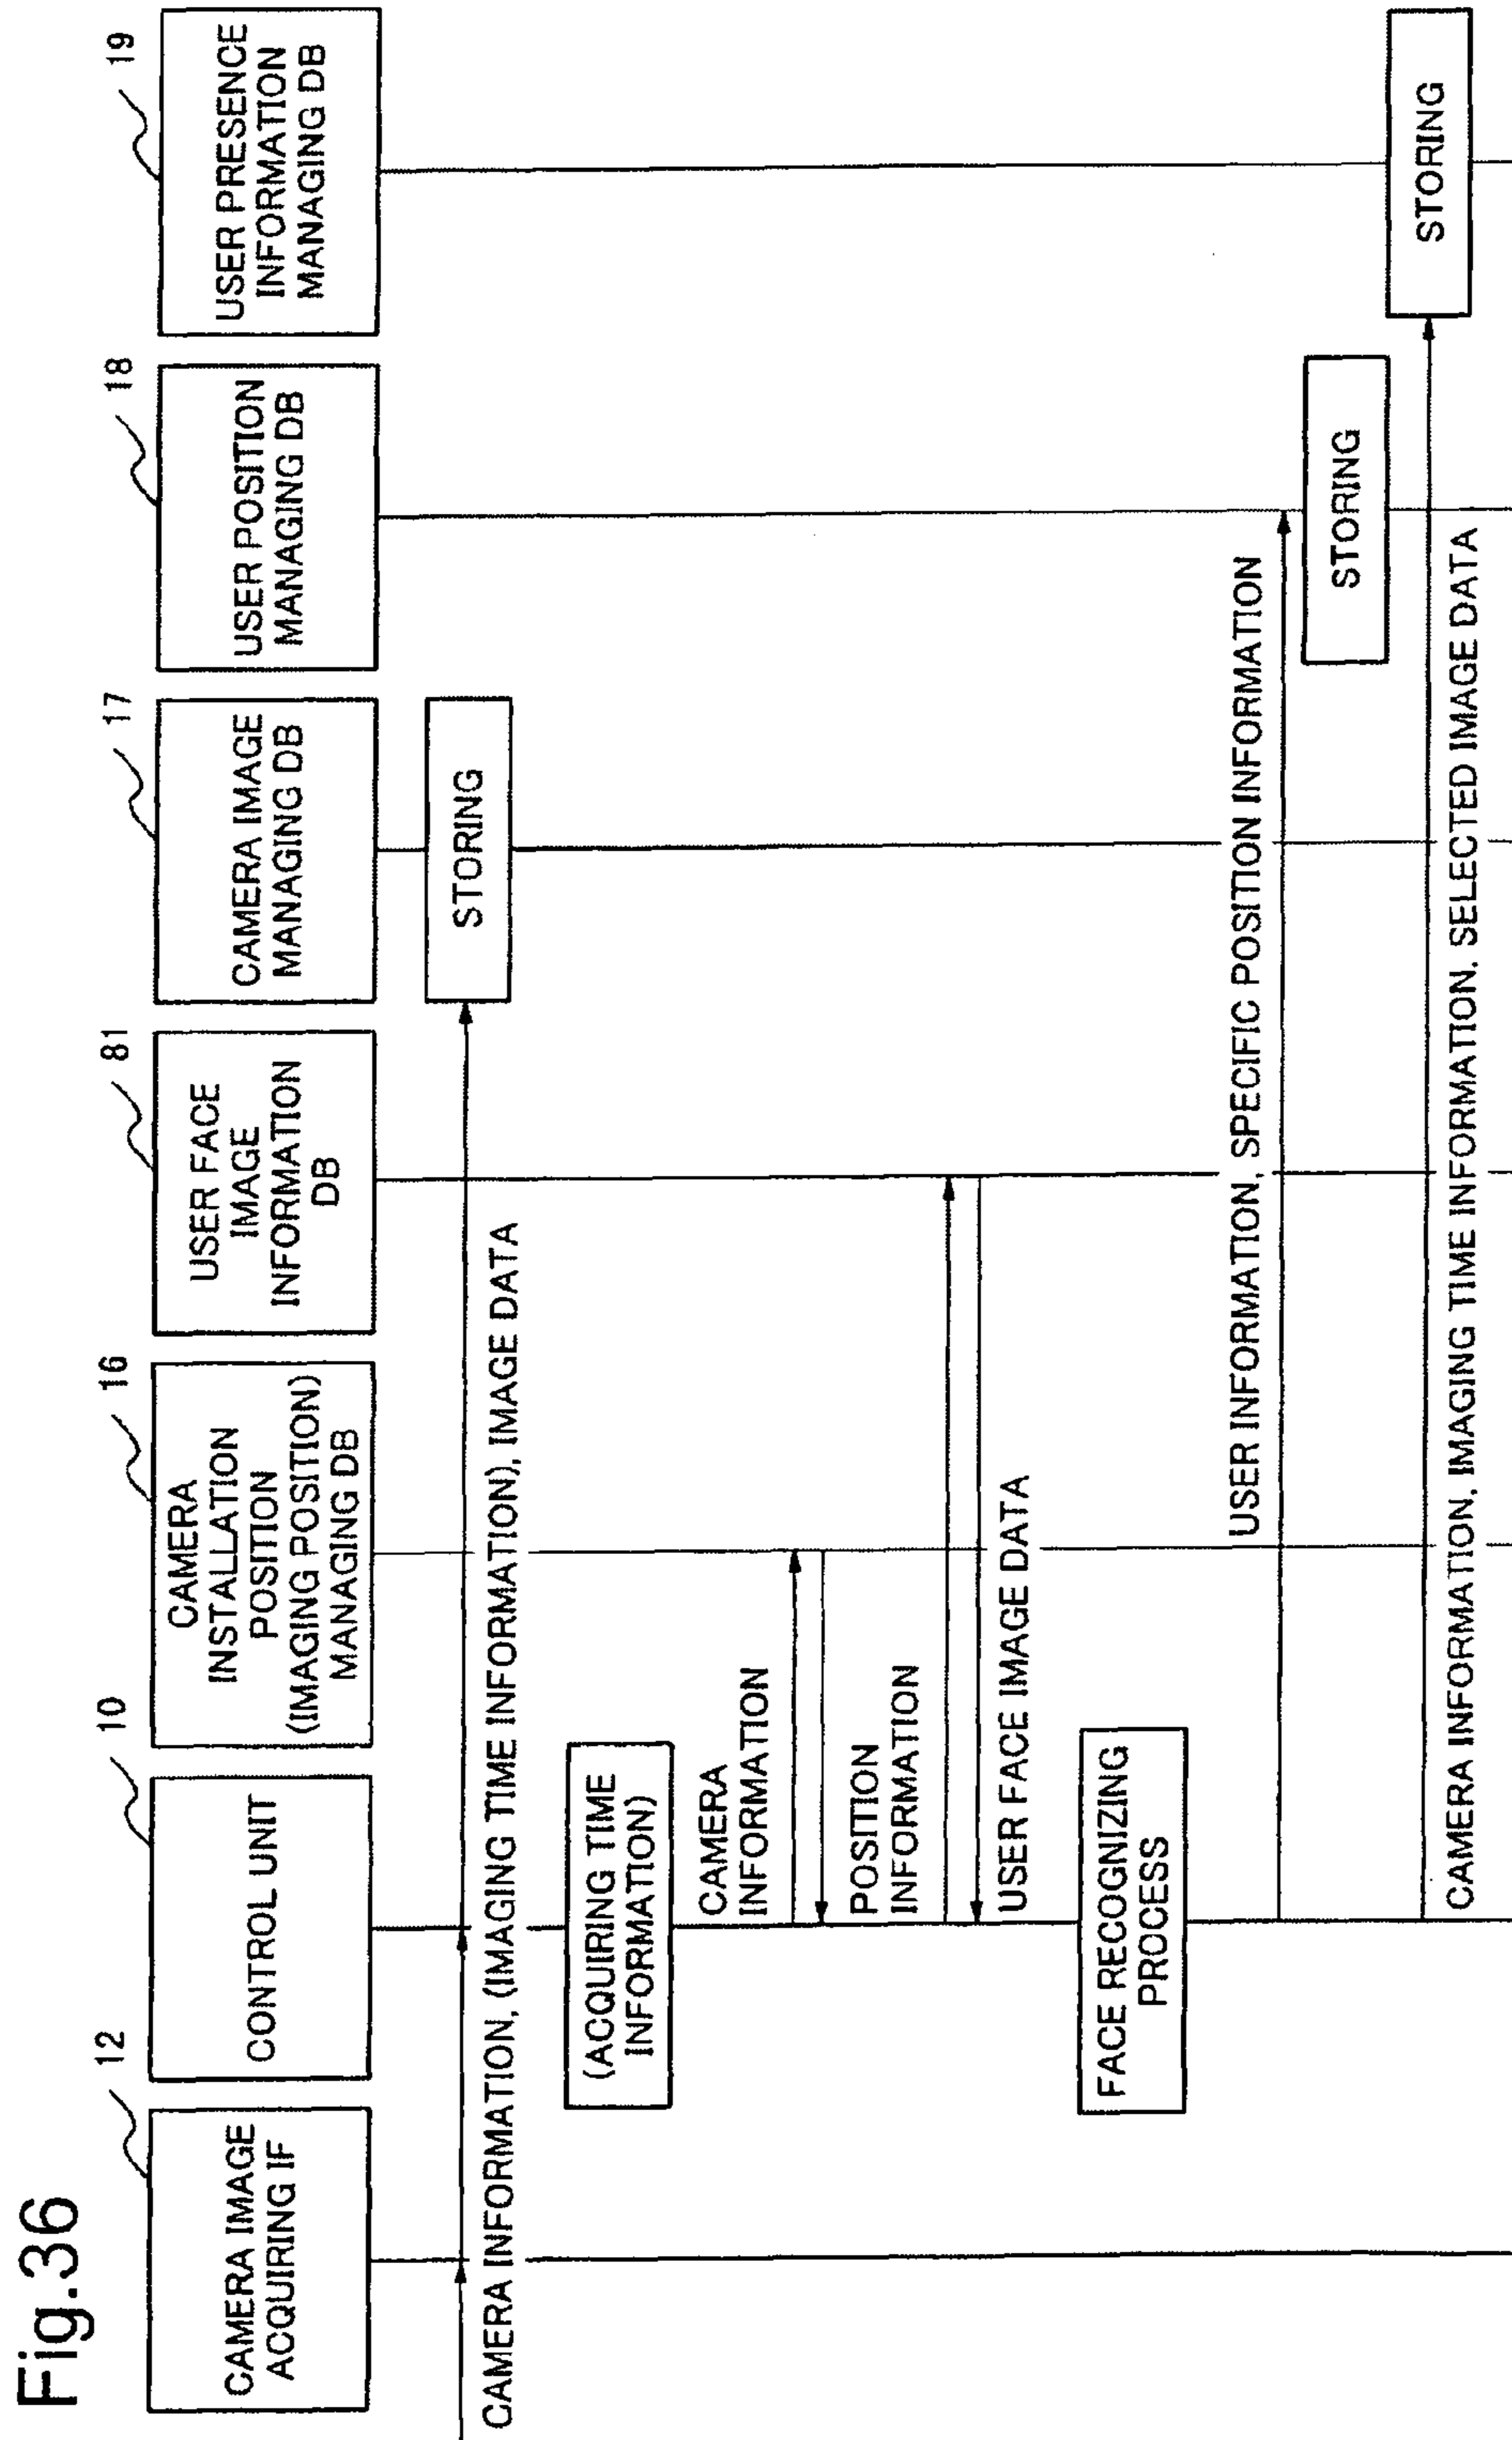 Fig.36
12
CAMERA IMAGE
ACQUIRING IF
10
CONTROL UNIT
16
CAMERA
INSTALLATION
POSITION
(IMAGING POSITION)
MANAGING DB
81
USER FACE
IMAGE
INFORMATION
DB
17
CAMERA IMAGE
MANAGING DB
18
USER POSITION
MANAGING DB
19
USER PRESENCE
INFORMATION
MANAGING DB
STORING
CAMERA INFORMATION, (IMAGING TIME INFORMATION), IMAGE DATA
(ACQUIRING TIME
INFORMATION)
CAMERA
INFORMATION
POSITION
INFORMATION
USER FACE IMAGE DATA
FACE RECOGNIZING
PROCESS
USER INFORMATION, SPECIFIC POSITION INFORMATION
STORING
STORING
CAMERA INFORMATION, IMAGING TIME INFORMATION, SELECTED IMAGE DATA